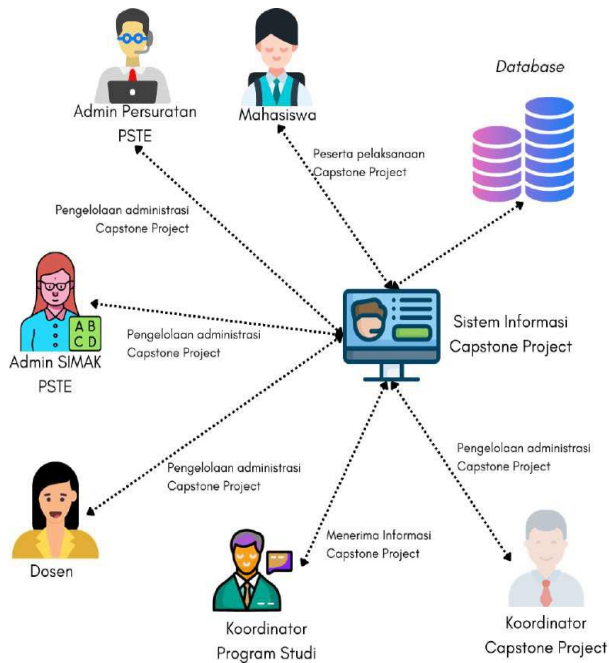 Admin Persuratan
PSTE
Mahasiswa
Database
Peserta pelaksanaan
Capstone Project
Pengelolaan administrasi
Capstone Project
Admin SIMAK
PSTE
A B
C D
Pengelolaan administrasi
Capstone Project
Sistem Informasi
Capstone Project
Dosen
Pengelolaan administrasi
Capstone Project
Koordinator
Program Studi
Menerima Informasi
Capstone Project
Pengelolaan administrasi
Capstone Project
Koordinator
Capstone Project